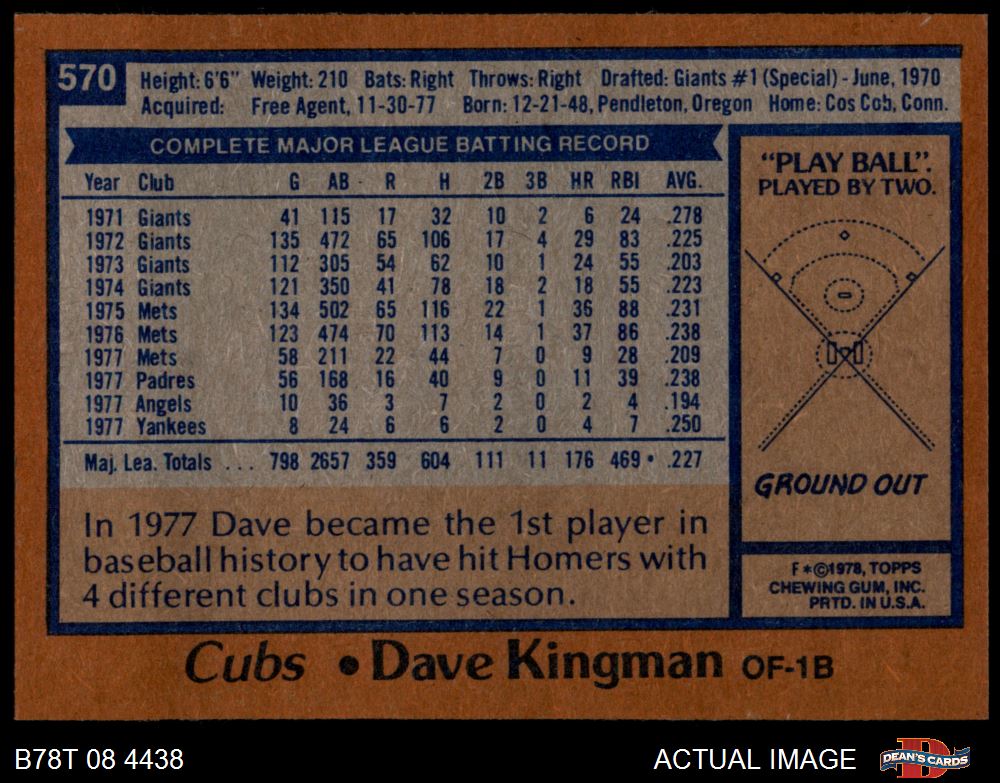 570
Height: 6'6" Weight: 210 Bats: Right Throws: Right Drafted: Giants #1 (Special) - June, 1970
Acquired: Free Agent, 11-30-77 Born: 12-21-48, Pendleton, Oregon Home: Cos Cob, Conn.
COMPLETE MAJOR LEAGUE BATTING RECORD
Year Club G AB R H 2B 3B HR RBI AVG.
1971 Giants 41 115 17 32 10 2 6 24 .278
1972 Giants 135 472 65 106 17 4 29 83 .225
1973 Giants 112 305 54 62 10 1 24 55 .203
1974 Giants 121 350 41 78 18 2 18 55 .223
1975 Mets 134 502 65 116 22 1 36 88 .231
1976 Mets 123 474 70 113 14 1 37 86 .238
1977 Mets 58 211 22 44 7 0 9 28 .209
1977 Padres 56 168 16 40 9 0 11 39 .238
1977 Angels 10 36 3 7 2 0 2 4 .194
1977 Yankees 8 24 6 6 2 0 4 7 .250
Maj. Lea. Totals ... 798 2657 359 604 111 11 176 469 • .227
In 1977 Dave became the 1st player in
baseball history to have hit Homers with
4 different clubs in one season.
"PLAY BALL".
PLAYED BY TWO.
GROUND OUT
F*©1978, TOPPS
CHEWING GUM, INC.
PRTD. IN U.S.A.
Cubs • Dave Kingman OF-1B
B78T 08 4438 ACTUAL IMAGE DEAN'S CARDS